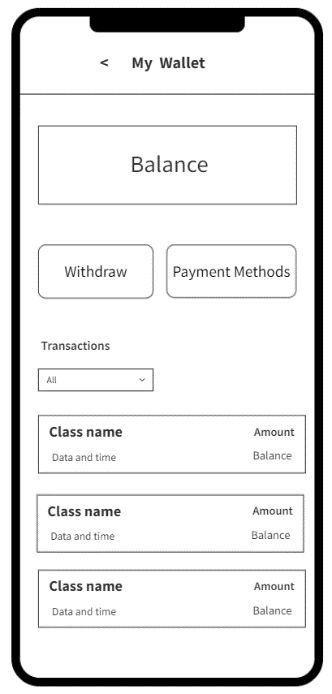 < My Wallet
Balance
Withdraw Payment Methods
Transactions
All
Class name Amount
Data and time Balance
Class name Amount
Data and time Balance
Class name Amount
Data and time Balance